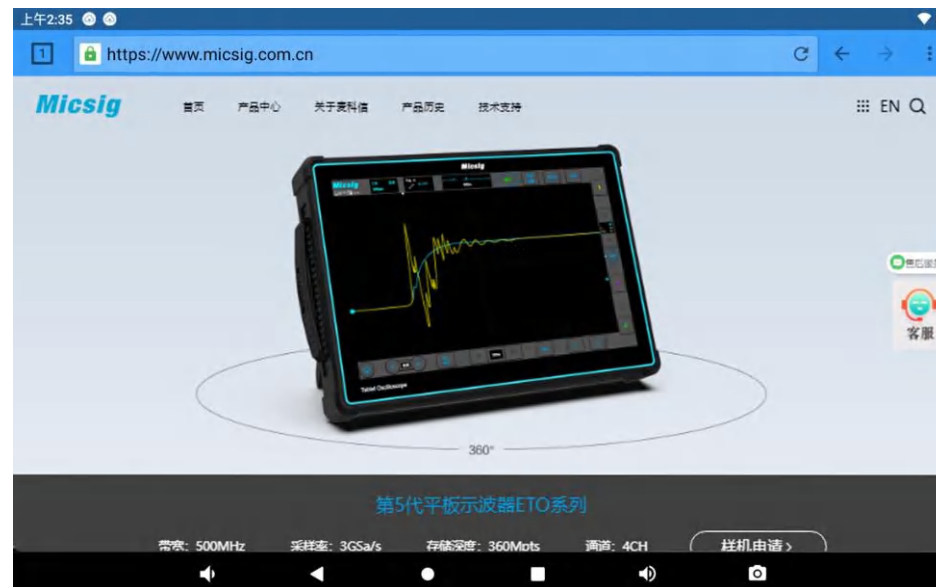 上午2:35
1 https://www.micsig.com.cn
Micsig 首页 产品中心 关于麦科信 产品历史 技术支持 EN
Micsig
Micsig
Tablet Oscilloscope
客服
360°
第5代平板示波器ETO系列
带宽: 500MHz 采样率: 3GSa/s 存储深度: 360Mpts 通道: 4CH 样机申请 >